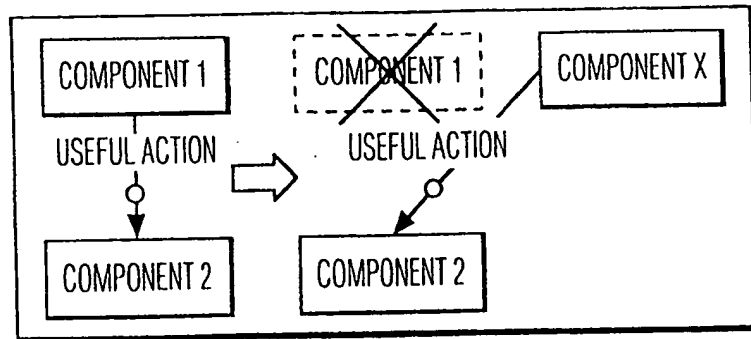 COMPONENT 1
USEFUL ACTION
COMPONENT 2
COMPONENT 1
COMPONENT X
USEFUL ACTION
COMPONENT 2